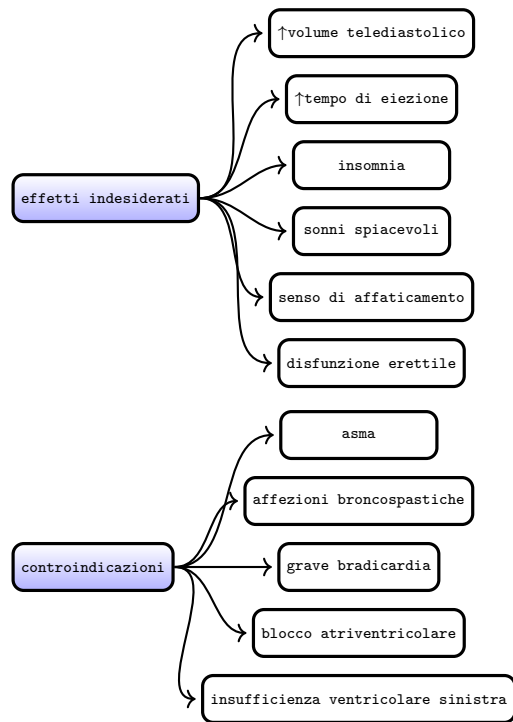 ↑volume telediastolico
↑tempo di eiezione
insomnia
effetti indesiderati
sonni spiacevoli
senso di affaticamento
disfunzione erettile
asma
affezioni broncospastiche
controindicazioni
grave bradicardia
blocco atriventricolare
insufficienza ventricolare sinistra